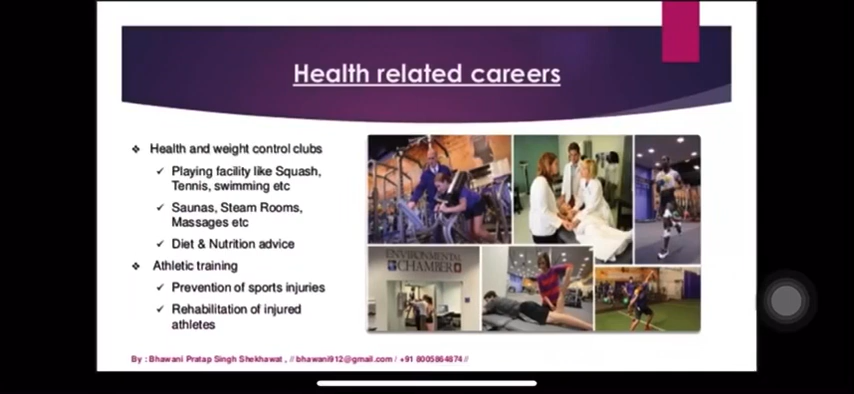 Health related careers
❖ Health and weight control clubs
✓ Playing facility like Squash,
Tennis, swimming etc
✓ Saunas, Steam Rooms,
Massages etc
✓ Diet & Nutrition advice
❖ Athletic training
✓ Prevention of sports injuries
✓ Rehabilitation of injured
athletes
ENVIRONMENTAL
CHAMBER
By : Bhawani Pratap Singh Shekhawat , // bhawani912@gmail.com / +91 8005864874 //